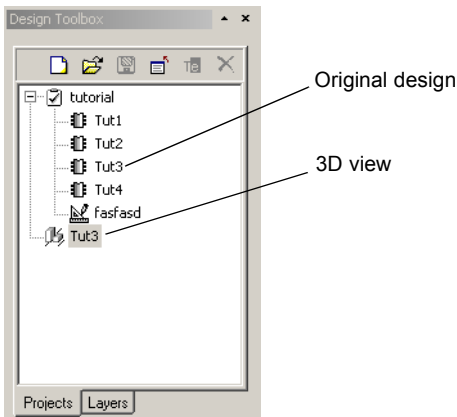 Design Toolbox
tutorial
Tut1
Tut2
Tut3
Tut4
fasfasd
Tut3
Projects
Layers
Original design
3D view